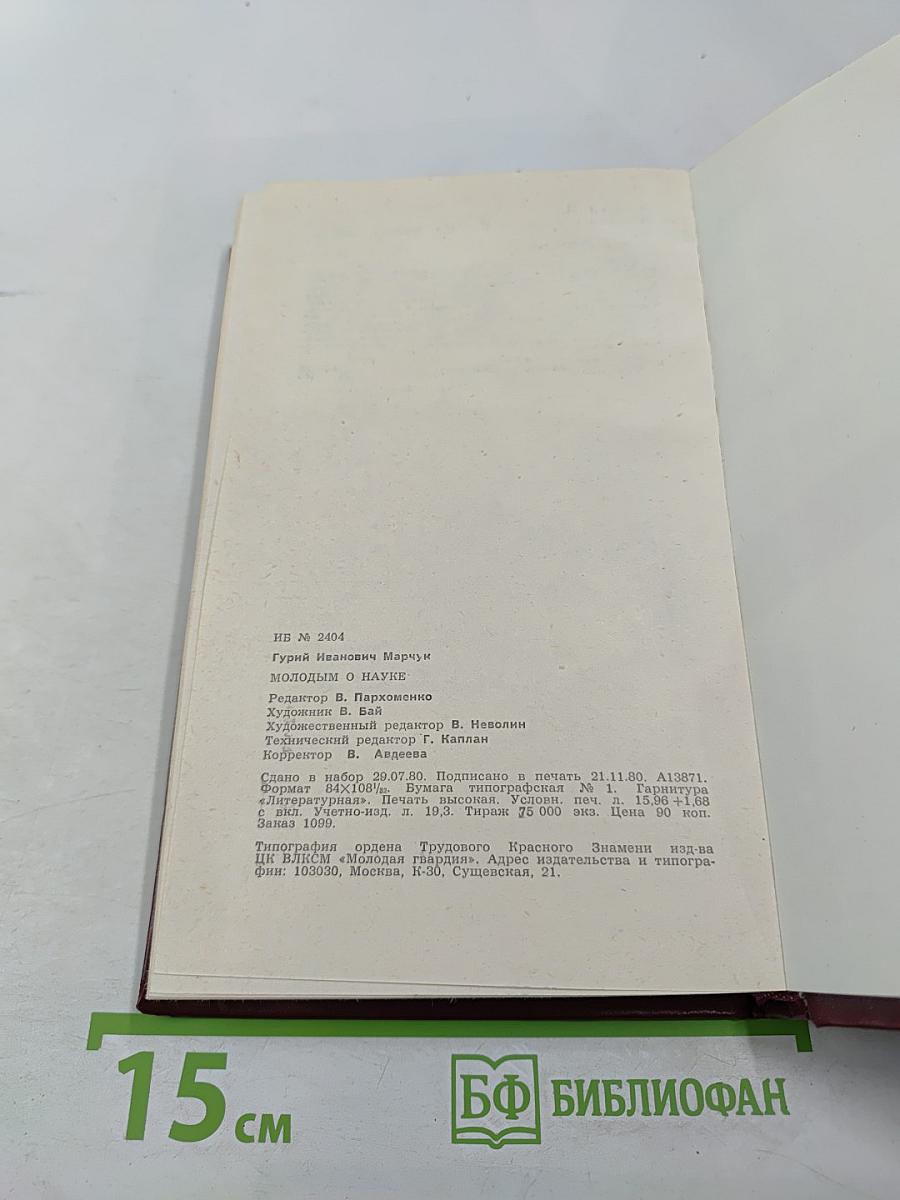 ИБ № 2404
Гурий Иванович Марчук
МОЛОДЫМ О НАУКЕ
Редактор В. Пархоменко
Художник В. Бай
Художественный редактор В. Неволин
Технический редактор Г. Каплан
Корректор В. Авдеева
Сдано в набор 29.07.80. Подписано в печать 21.11.80. А13871.
Формат 84×108¹/₃₂. Бумага типографская № 1. Гарнитура
«Литературная». Печать высокая. Условн. печ. л. 15,96+1,68
с вкл. Учетно-изд. л. 19,3. Тираж 75 000 экз. Цена 90 коп.
Заказ 1099.
Типография ордена Трудового Красного Знамени изд-ва
ЦК ВЛКСМ «Молодая гвардия». Адрес издательства и типогра-
фии: 103030, Москва, К-30, Сущевская, 21.
15 см
БФ БИБЛИОФАН